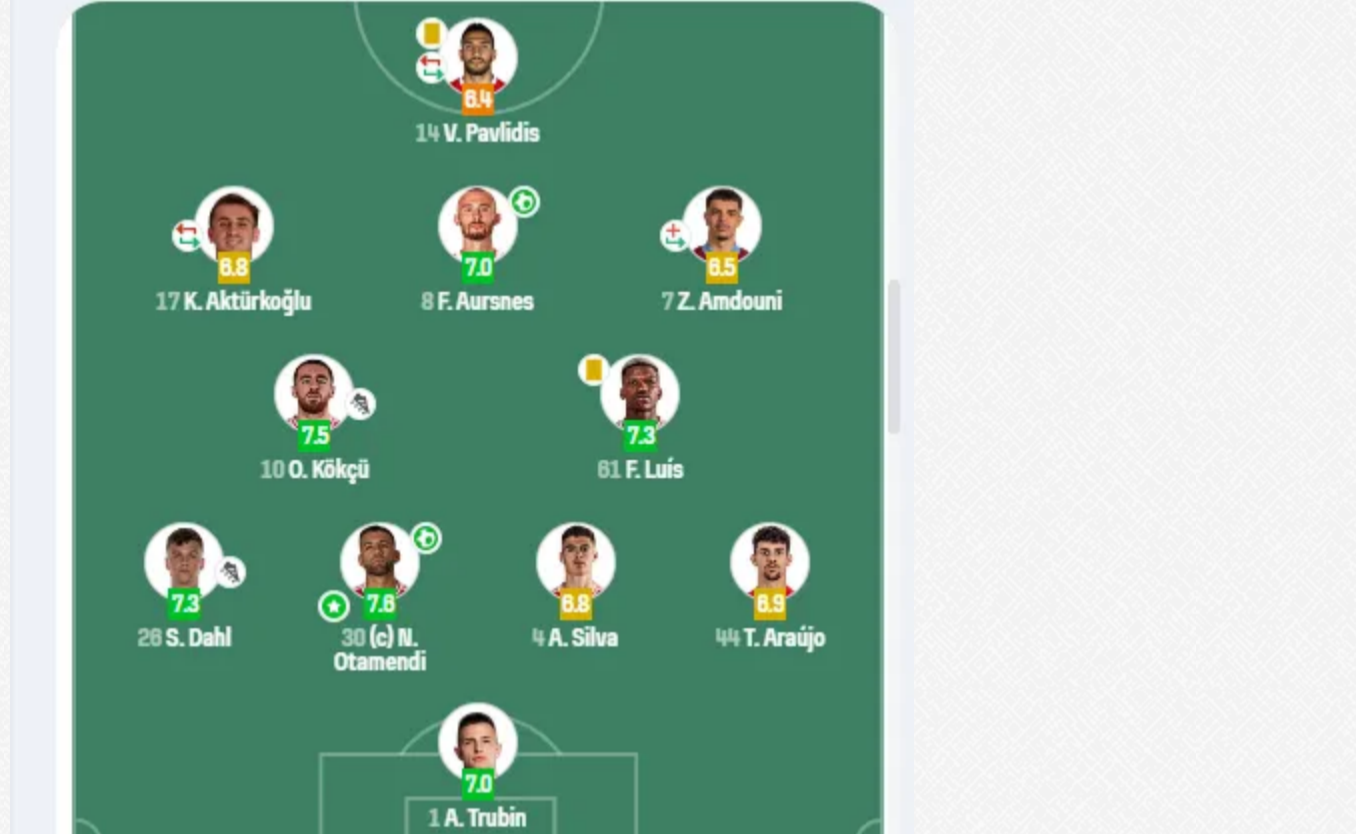 6.4
14 V. Pavlidis
6.8
7.0
6.5
17 K. Aktürkoğlu
8 F. Aursnes
7 Z. Amdouni
7.5
7.3
10 O. Kökçü
61 F. Luís
7.3
7.6
6.8
6.9
26 S. Dahl
30 (c) N.
Otamendi
4 A. Silva
44 T. Araújo
7.0
1 A. Trubin